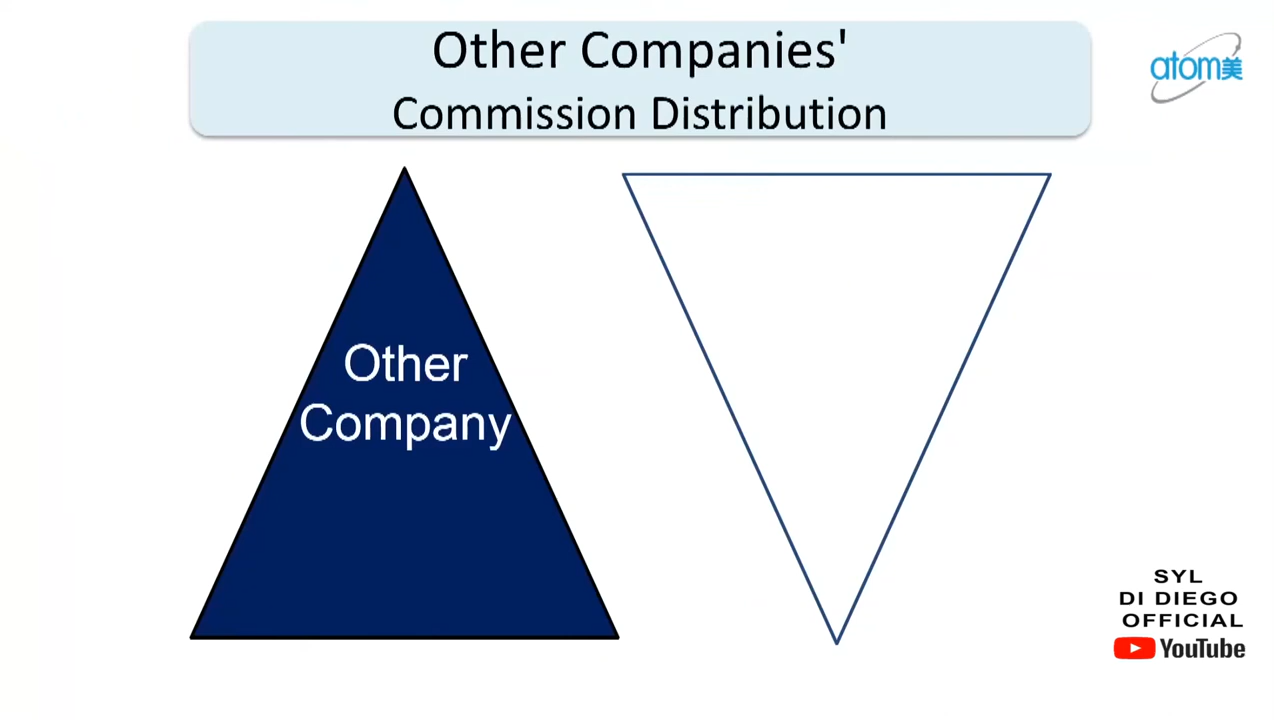 Other Companies'
Commission Distribution
atom美
Other
Company
SYL
DI DIEGO
OFFICIAL
YouTube